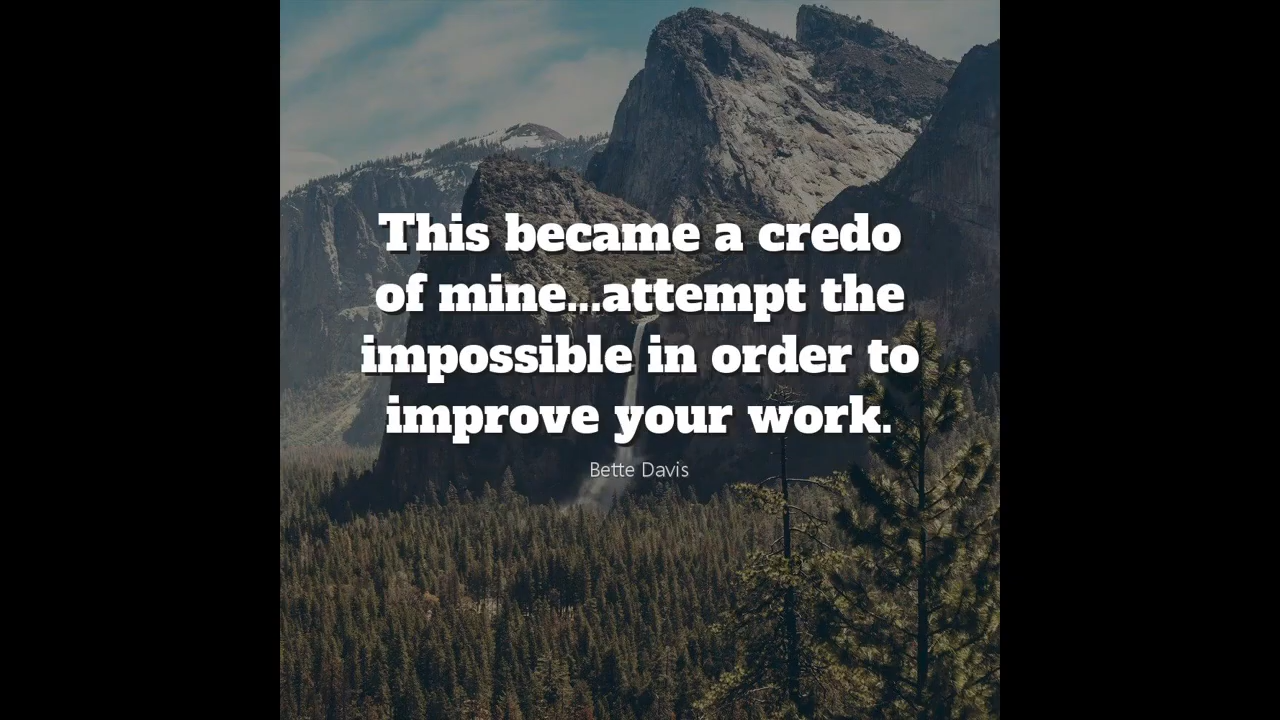 This became a credo
of mine...attempt the
impossible in order to
improve your work.
Bette Davis